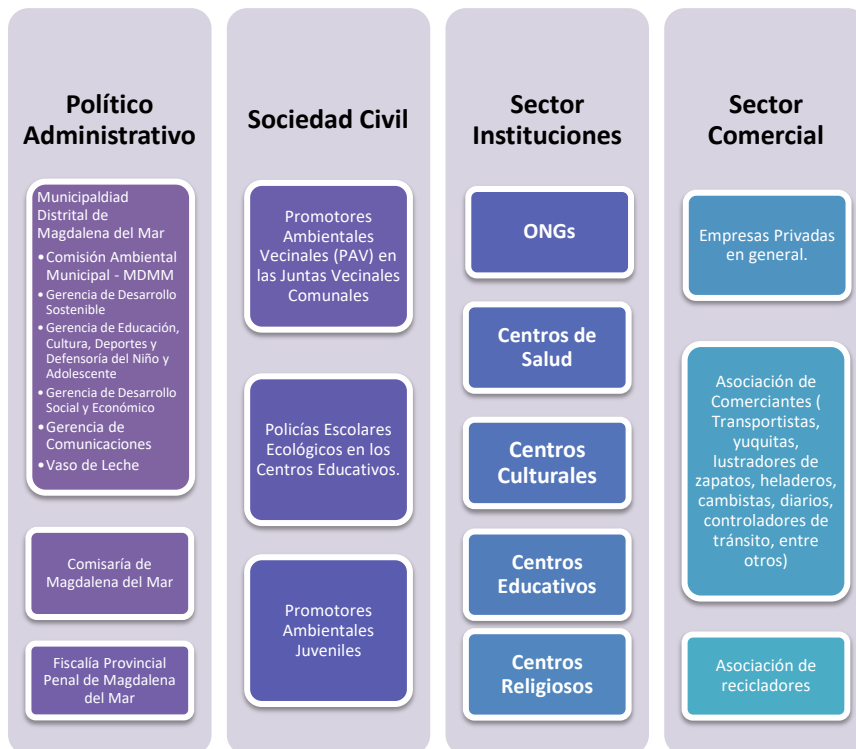 Político
Administrativo
Municipaldiad
Distrital de
Magdalena del Mar
•Comisión Ambiental
Municipal - MDMM
•Gerencia de Desarrollo
Sostenible
•Gerencia de Educación,
Cultura, Deportes y
Defensoría del Niño y
Adolescente
•Gerencia de Desarrollo
Social y Económico
•Gerencia de
Comunicaciones
•Vaso de Leche
Comisaría de
Magdalena del Mar
Fiscalía Provincial
Penal de Magdalena
del Mar
Sociedad Civil
Promotores
Ambientales
Vecinales (PAV) en
las Juntas Vecinales
Comunales
Policías Escolares
Ecológicos en los
Centros Educativos.
Promotores
Ambientales
Juveniles
Sector
Instituciones
ONGs
Centros de
Salud
Centros
Culturales
Centros
Educativos
Centros
Religiosos
Sector
Comercial
Empresas Privadas
en general.
Asociación de
Comerciantes (
Transportistas,
yuquitas,
lustradores de
zapatos, heladeros,
cambistas, diarios,
controladores de
tránsito, entre
otros)
Asociación de
recicladores